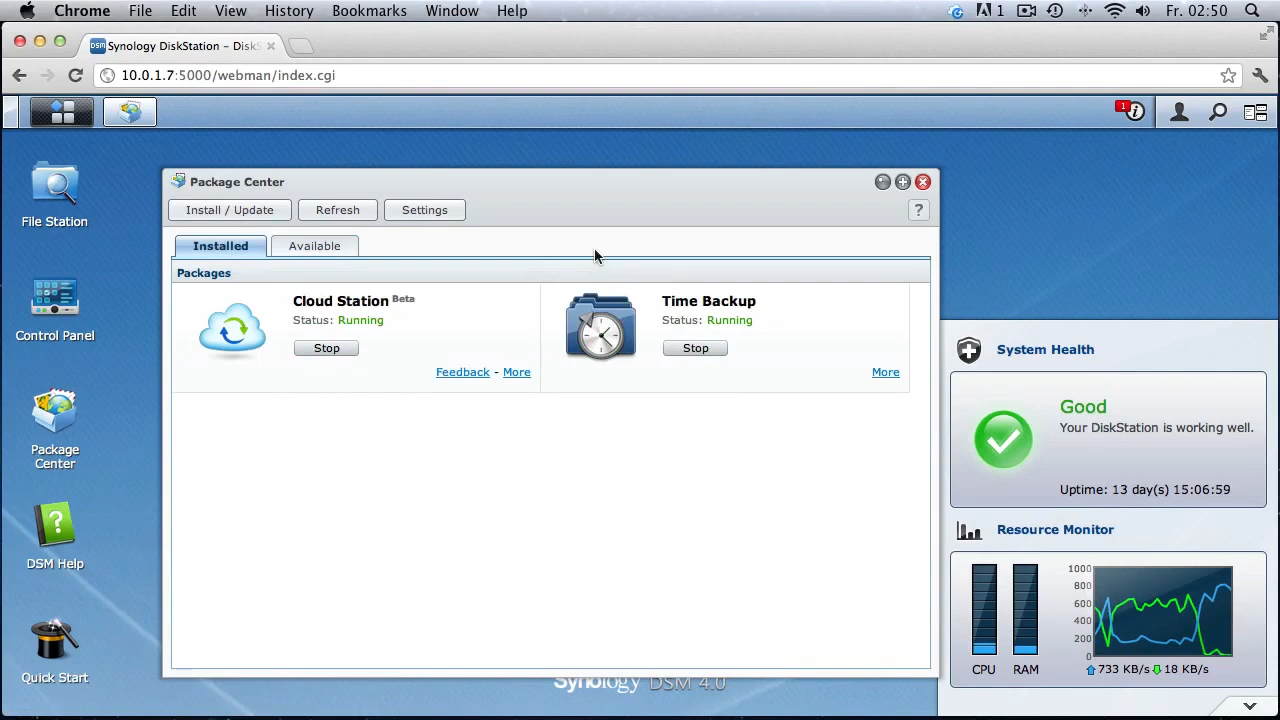 Chrome File Edit View History Bookmarks Window Help 1 Fr. 02:50
DSM Synology DiskStation – DiskS
10.0.1.7:5000/webman/index.cgi
1
File Station
Control Panel
Package
Center
DSM Help
Quick Start
Package Center
Install / Update Refresh Settings ?
Installed Available
Packages
Cloud Station Beta
Status: Running
Stop
Feedback - More
Time Backup
Status: Running
Stop
More
Synology DSM 4.0
System Health
Good
Your DiskStation is working well.
Uptime: 13 day(s) 15:06:59
Resource Monitor
1000
800
600
400
200
0
CPU RAM 733 KB/s 18 KB/s